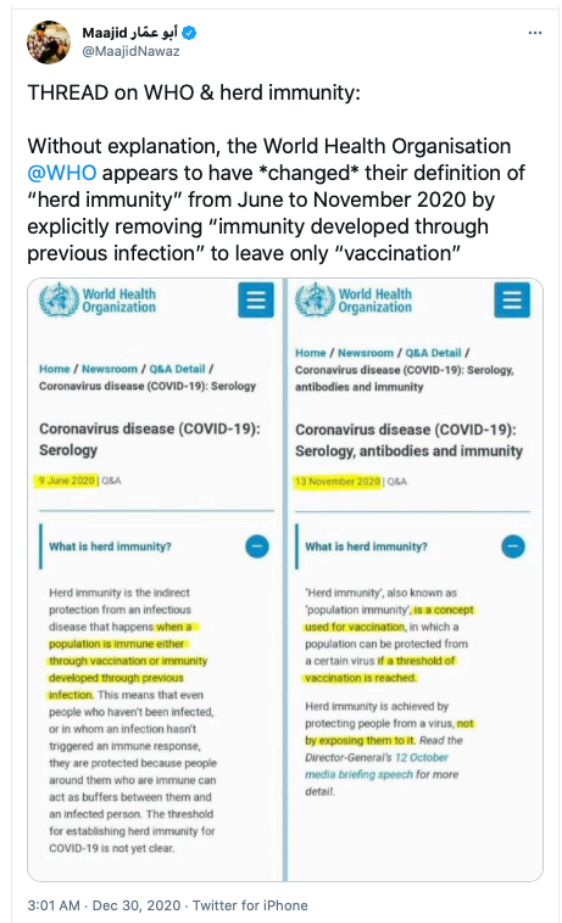 Maajid أبو عمّار
@MaajidNawaz
THREAD on WHO & herd immunity:
Without explanation, the World Health Organisation
@WHO appears to have *changed* their definition of
“herd immunity” from June to November 2020 by
explicitly removing “immunity developed through
previous infection” to leave only “vaccination”
World Health
Organization
Home / Newsroom / Q&A Detail /
Coronavirus disease (COVID-19): Serology
Coronavirus disease (COVID-19):
Serology
9 June 2020 | Q&A
What is herd immunity?
Herd immunity is the indirect
protection from an infectious
disease that happens when a
population is immune either
through vaccination or immunity
developed through previous
infection. This means that even
people who haven't been infected,
or in whom an infection hasn't
triggered an immune response,
they are protected because people
around them who are immune can
act as buffers between them and
an infected person. The threshold
for establishing herd immunity for
COVID-19 is not yet clear.
World Health
Organization
Home / Newsroom / Q&A Detail /
Coronavirus disease (COVID-19): Serology,
antibodies and immunity
Coronavirus disease (COVID-19):
Serology, antibodies and immunity
13 November 2020 | Q&A
What is herd immunity?
'Herd immunity', also known as
'population immunity', is a concept
used for vaccination, in which a
population can be protected from
a certain virus if a threshold of
vaccination is reached.
Herd immunity is achieved by
protecting people from a virus, not
by exposing them to it. Read the
Director-General's 12 October
media briefing speech for more
detail.
3:01 AM · Dec 30, 2020 · Twitter for iPhone